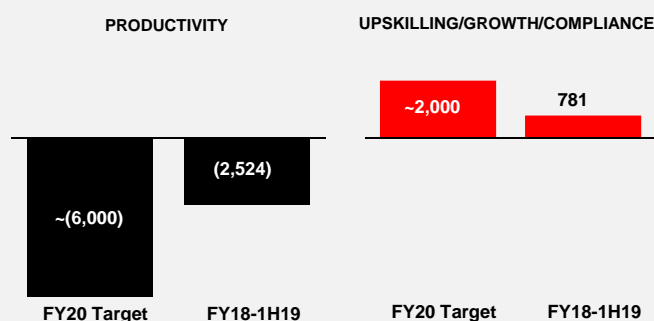 PRODUCTIVITY
~(6,000)
(2,524)
FY20 Target
FY18-1H19
UPSKILLING/GROWTH/COMPLIANCE
~2,000
781
FY20 Target
FY18-1H19